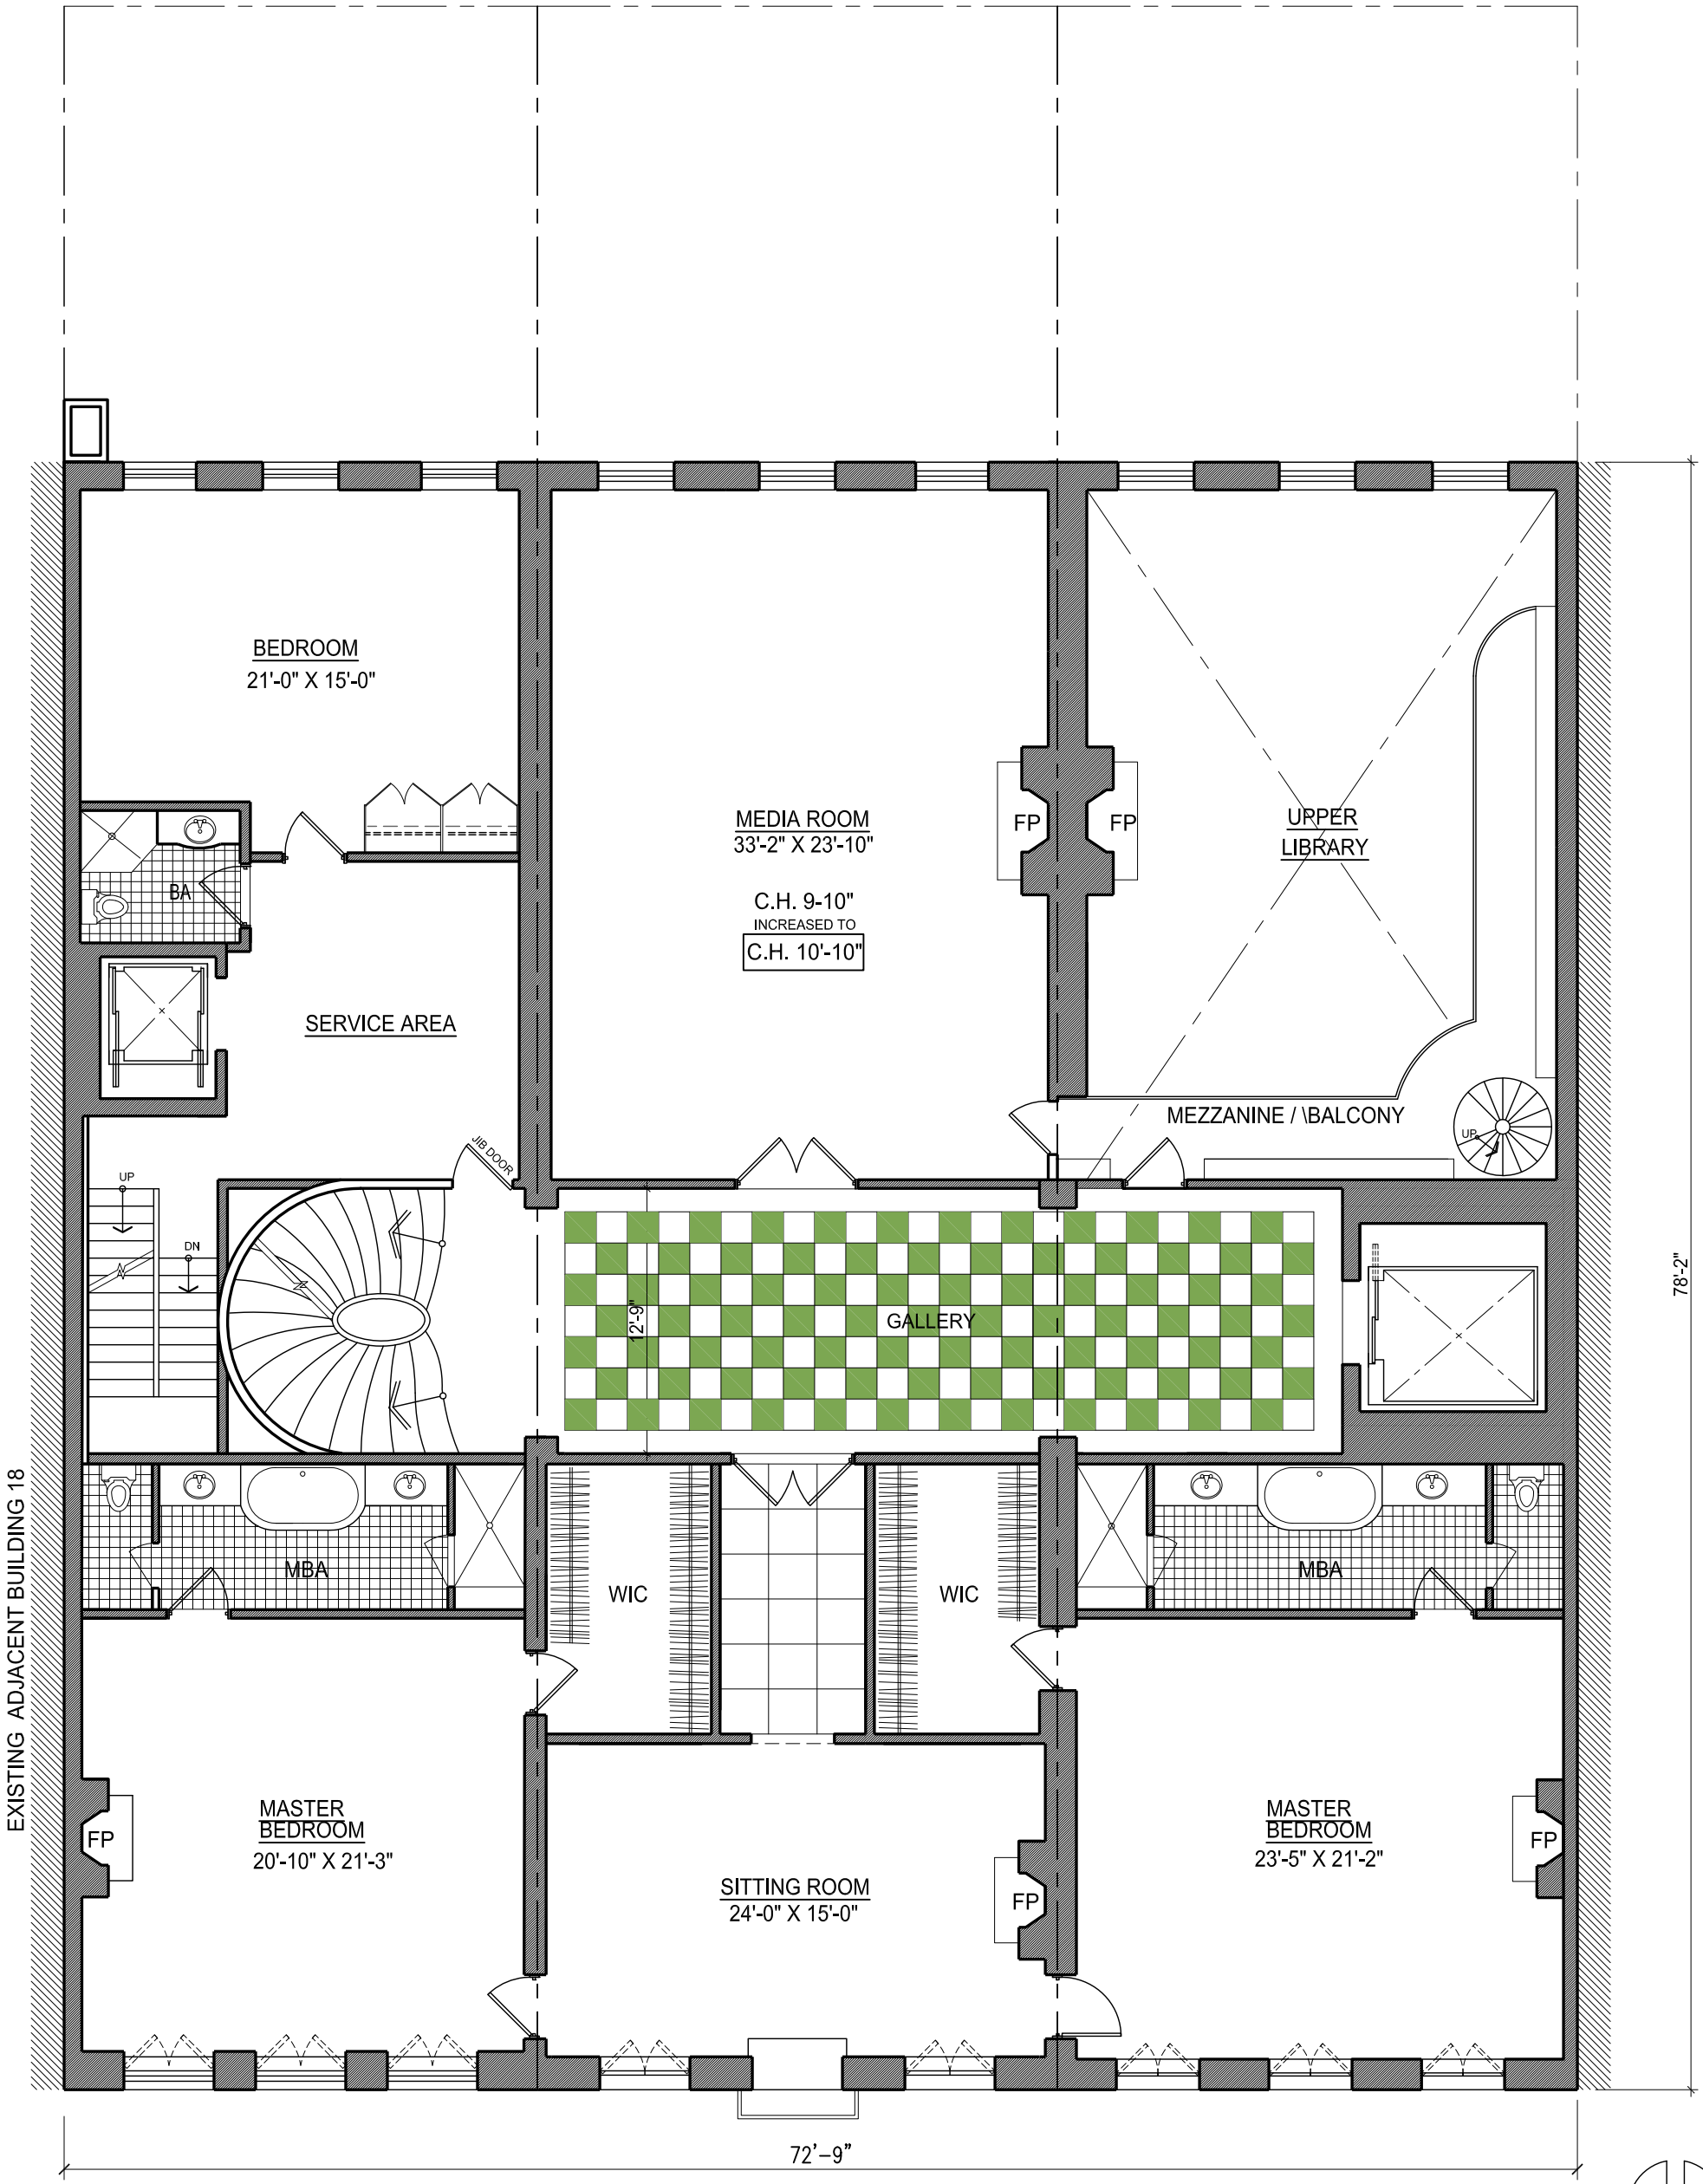 BEDROOM
21'-0" X 15'-0"
BA
MEDIA ROOM
33'-2" X 23'-10"
C.H. 9-10"
INCREASED TO
C.H. 10'-10"
FP
FP
UPPER
LIBRARY
SERVICE AREA
MEZZANINE / \BALCONY
UP
JIB DOOR
UP
DN
12'-9"
GALLERY
78'-2"
EXISTING ADJACENT BUILDING 18
MBA
WIC
WIC
MBA
MASTER
BEDROOM
20'-10" X 21'-3"
FP
SITTING ROOM
24'-0" X 15'-0"
FP
MASTER
BEDROOM
23'-5" X 21'-2"
FP
72'-9"